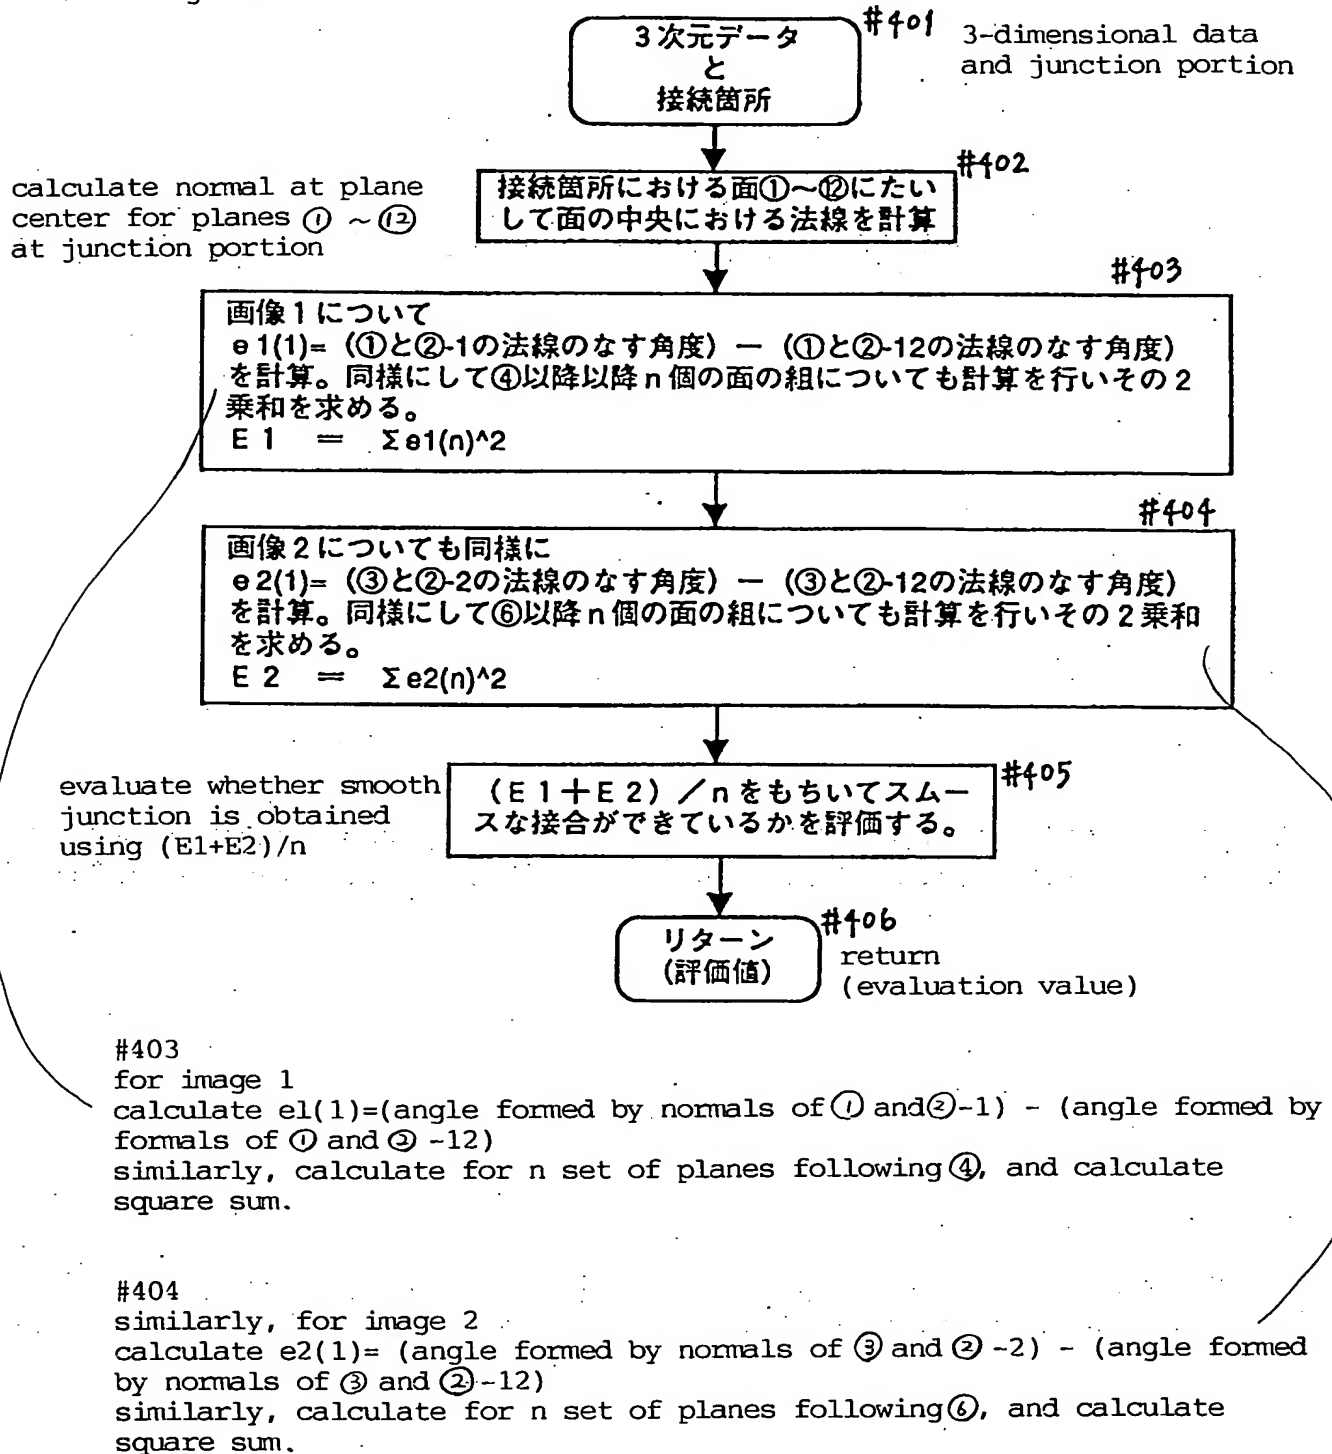 3次元データ
と
接続箇所
#401
3-dimensional data
and junction portion
#402
calculate normal at plane
center for planes ① ~⑫
at junction portion
接続箇所における面①～⑫にたい
して面の中央における法線を計算
#403
画像1について
e1(1)= (①と②-1の法線のなす角度) － (①と②-12の法線のなす角度)
を計算。同様にして④以降以降n個の面の組についても計算を行いその2
乗和を求める。
E1 ＝ Σe1(n)^2
#404
画像2についても同様に
e2(1)= (③と②-2の法線のなす角度) － (③と②-12の法線のなす角度)
を計算。同様にして⑥以降n個の面の組についても計算を行いその2乗和
を求める。
E2 ＝ Σe2(n)^2
evaluate whether smooth
junction is obtained
using (E1+E2)/n
#405
(E1＋E2)／nをもちいてスムー
スな接合ができているかを評価する。
#406
リターン
(評価値)
return
(evaluation value)
#403
for image 1
calculate el(1)=(angle formed by normals of ① and②-1) - (angle formed by
formals of ① and ② -12)
similarly, calculate for n set of planes following④, and calculate
square sum.
#404
similarly, for image 2
calculate e2(1)= (angle formed by normals of ③ and ② -2) - (angle formed
by normals of ③ and ②-12)
similarly, calculate for n set of planes following⑥, and calculate
square sum.